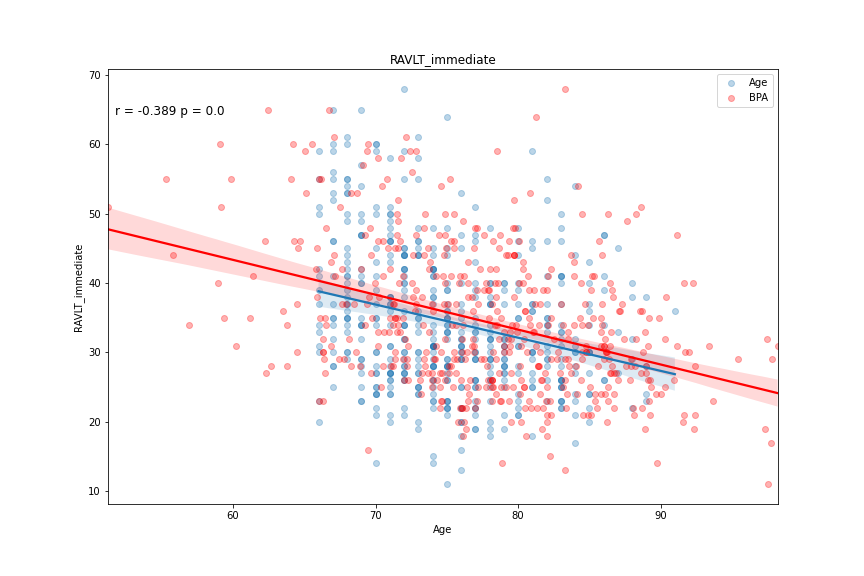 RAVLT_immediate
70
Age
BPA
r = -0.389 p = 0.0
60
50
40
30
20
10
RAVLT_immediate
60
70
80
90
Age